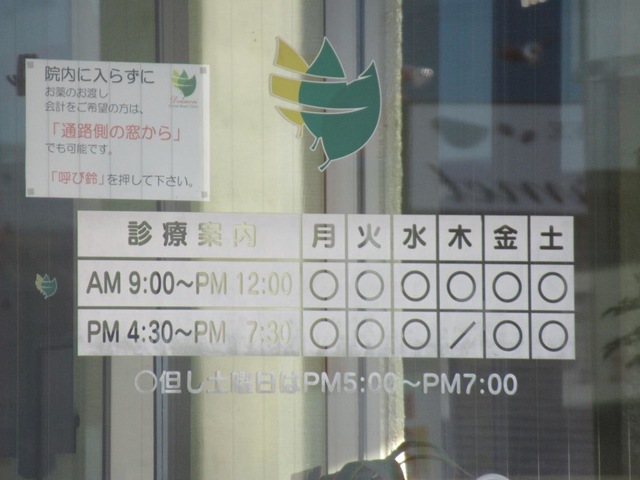 院内に入らずに
お薬のお渡し
会計をご希望の方は、
「通路側の窓から」
でも可能です。
「呼び鈴」を押して下さい。
診療案内 月 火 水 木 金 土
AM 9:00～PM 12:00 ○ ○ ○ ○ ○ ○
PM 4:30～PM 7:30 ○ ○ ○ / ○ ○
○但し土曜日はPM5:00～PM7:00